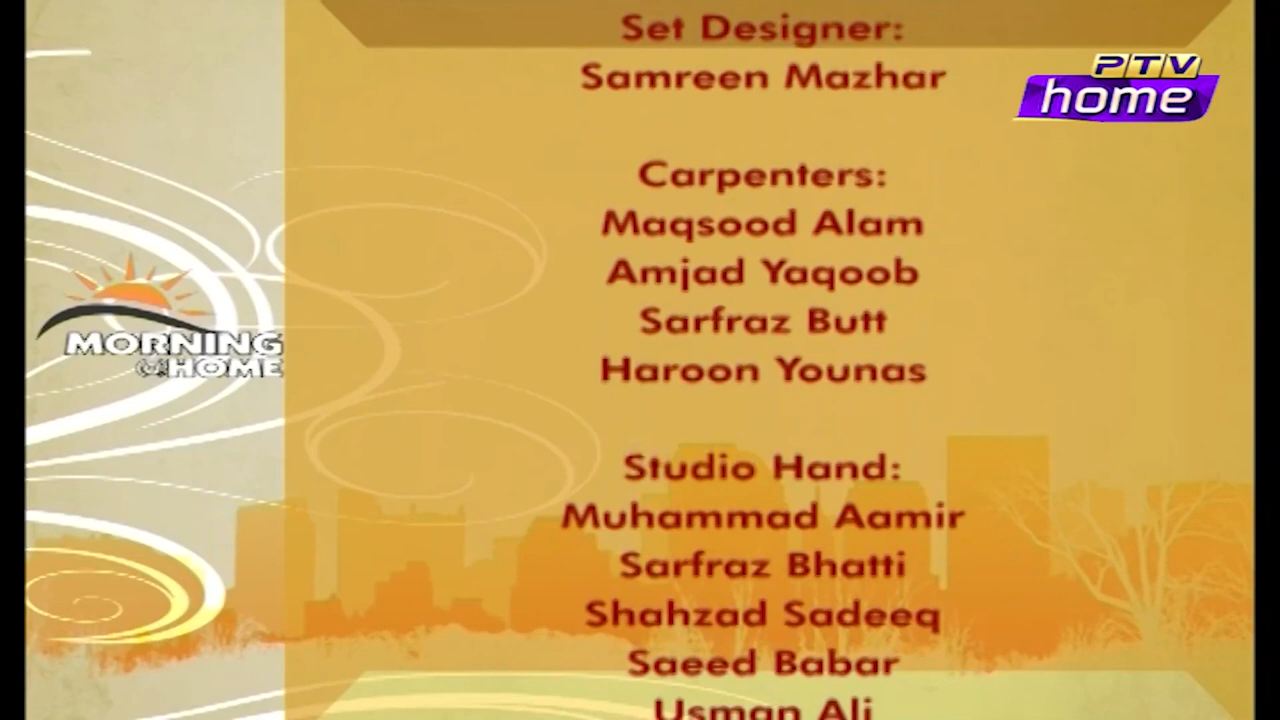 Set Designer:
Samreen Mazhar
PTV
home
Carpenters:
Maqsood Alam
Amjad Yaqoob
Sarfraz Butt
Haroon Younas
MORNING
@HOME
Studio Hand:
Muhammad Aamir
Sarfraz Bhatti
Shahzad Sadeeq
Saeed Babar
Usman Ali